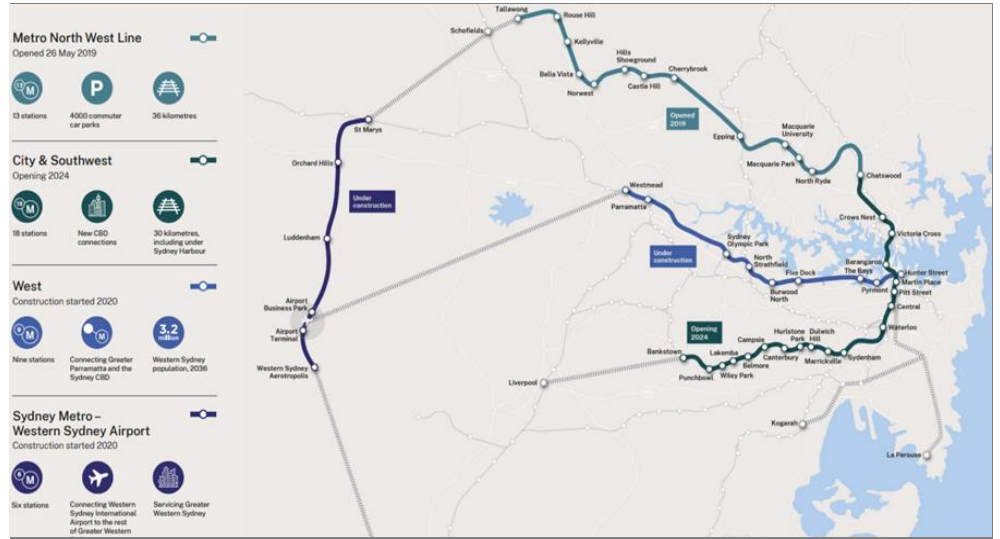 Metro North West Line
Opened 26 May 2019
13
M
13 stations
P
4000 commuter
car parks
36 kilometres
City & Southwest
Opening 2024
18
M
18 stations
New CBD
connections
30 kilometres,
including under
Sydney Harbour
West
Construction started 2020
9
M
Nine stations
M
Connecting Greater
Parramatta and the
Sydney CBD
3.2
million
Western Sydney
population, 2036
Sydney Metro –
Western Sydney Airport
Construction started 2020
6
M
Six stations
Connecting Western
Sydney International
Airport to the rest
of Greater Western
Servicing Greater
Western Sydney
Tallawong
Schofields
Rouse Hill
Kellyville
Hills
Showground
Bella Vista
Norwest
Castle Hill
Cherrybrook
Opened
2019
Epping
Macquarie
University
Macquarie Park
North Ryde
Chatswood
St Marys
Orchard Hills
Under
construction
Luddenham
Airport
Business Park
Airport
Terminal
Western Sydney
Aerotropolis
Westmead
Parramatta
Under
construction
Sydney
Olympic Park
North
Strathfield
Burwood
North
Five Dock
The Bays
Pyrmont
Crows Nest
Victoria Cross
Barangaroo
Hunter Street
Martin Place
Pitt Street
Central
Waterloo
Opening
2024
Bankstown
Punchbowl
Lakemba
Wiley Park
Campsie
Belmore
Canterbury
Hurlstone
Park
Dulwich
Hill
Marrickville
Sydenham
Liverpool
Kogarah
La Perouse